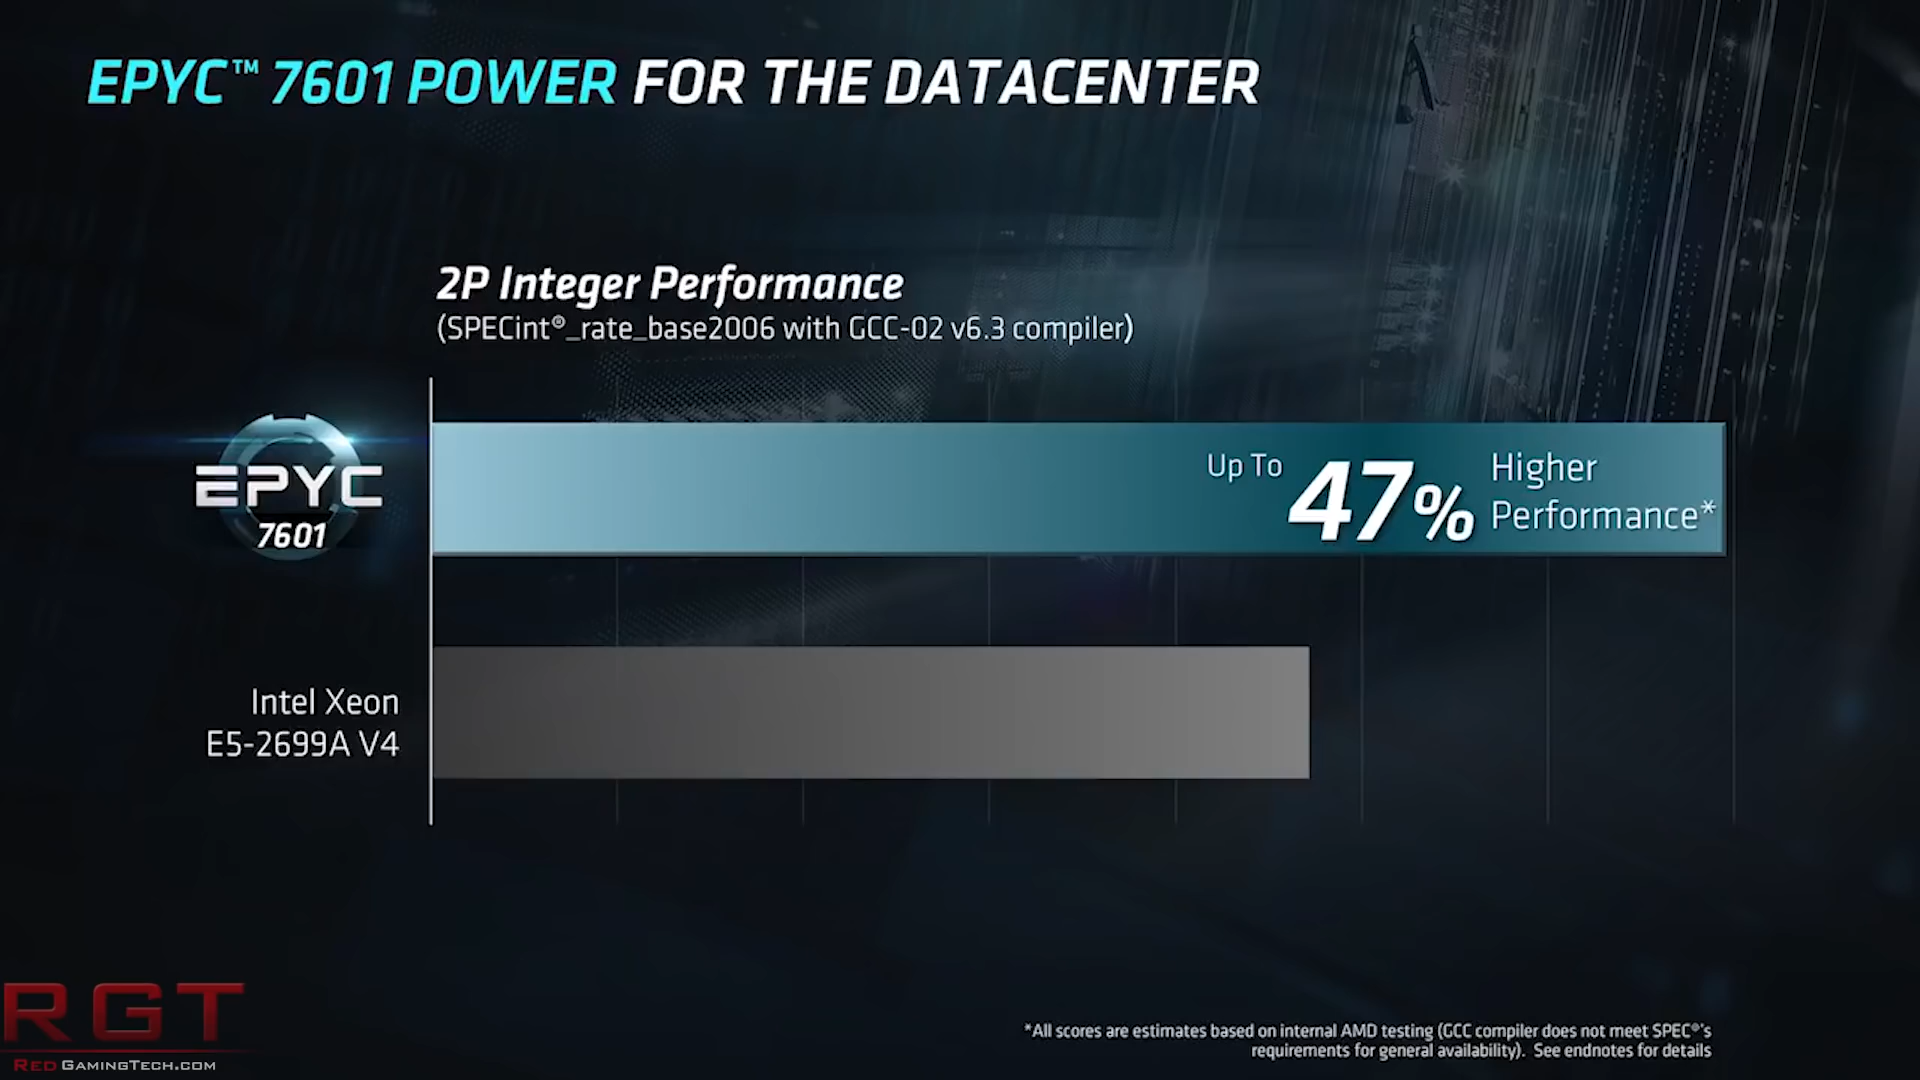 EPYC™ 7601 POWER FOR THE DATACENTER
2P Integer Performance
(SPECint®_rate_base2006 with GCC-02 v6.3 compiler)
EPYC
7601
Up To 47% Higher
Performance*
Intel Xeon
E5-2699A V4
RGT
REDGAMINGTECH.COM
*All scores are estimates based on internal AMD testing (GCC compiler does not meet SPEC®'s
requirements for general availability). See endnotes for details